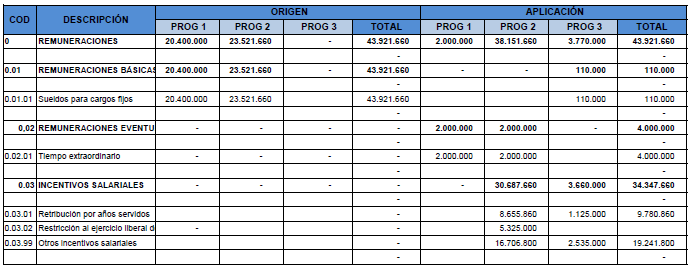 COD DESCRIPCIÓN ORIGEN APLICACIÓN
PROG 1 PROG 2 PROG 3 TOTAL PROG 1 PROG 2 PROG 3 TOTAL
0 REMUNERACIONES 20.400.000 23.521.660 - 43.921.660 2.000.000 38.151.660 3.770.000 43.921.660
- -
0.01 REMUNERACIONES BÁSICAS 20.400.000 23.521.660 - 43.921.660 - - 110.000 110.000
- -
0.01.01 Sueldos para cargos fijos 20.400.000 23.521.660 43.921.660 110.000 110.000
- -
0,02 REMUNERACIONES EVENTU - - - - 2.000.000 2.000.000 - 4.000.000
- -
0.02.01 Tiempo extraordinario - - - - 2.000.000 2.000.000 4.000.000
- -
0.03 INCENTIVOS SALARIALES - - - - - 30.687.660 3.660.000 34.347.660
- -
0.03.01 Retribución por años servidos - 8.655.860 1.125.000 9.780.860
0.03.02 Restricción al ejercicio liberal d - - 5.325.000
0.03.99 Otros incentivos salariales - 16.706.800 2.535.000 19.241.800
- -